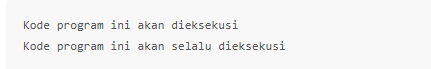 Kode program ini akan dieksekusi
Kode program ini akan selalu dieksekusi